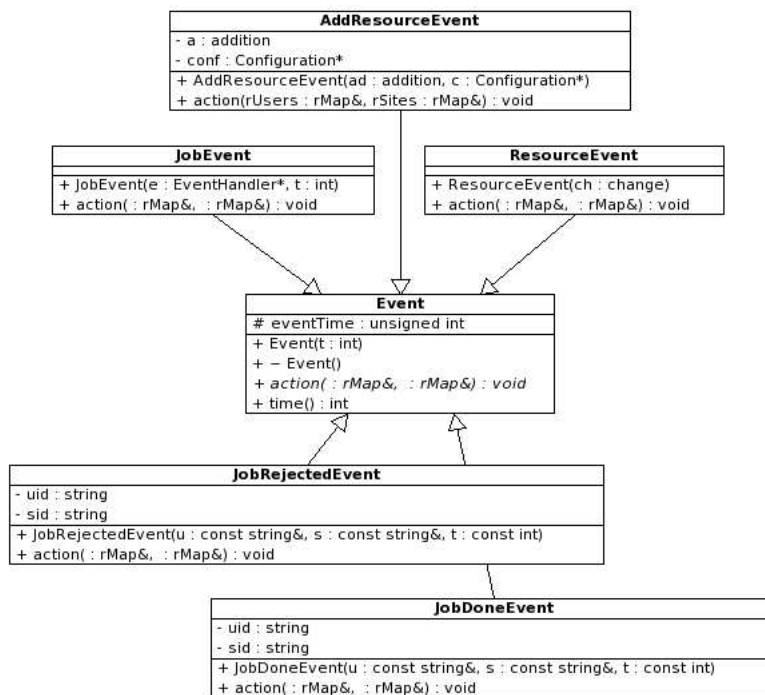 AddResourceEvent
- a : addition
- conf : Configuration*
+ AddResourceEvent(ad : addition, c : Configuration*)
+ action(rUsers : rMap&, rSites : rMap&) : void
JobEvent
+ JobEvent(e : EventHandler*, t : int)
+ action( : rMap&,  : rMap&) : void
ResourceEvent
+ ResourceEvent(ch : change)
+ action( : rMap&,  : rMap&) : void
Event
# eventTime : unsigned int
+ Event(t : int)
+ − Event()
+ action( : rMap&,  : rMap&) : void
+ time() : int
JobRejectedEvent
- uid : string
- sid : string
+ JobRejectedEvent(u : const string&, s : const string&, t : const int)
+ action( : rMap&,  : rMap&) : void
JobDoneEvent
- uid : string
- sid : string
+ JobDoneEvent(u : const string&, s : const string&, t : const int)
+ action( : rMap&,  : rMap&) : void